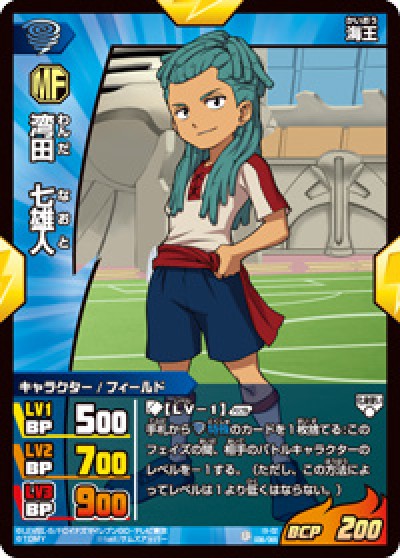 かいおう
海王
MF
わんだ なおと
湾田 七雄人
キャラクター / フィールド
LV1 BP 500
LV2 BP 700
LV3 BP 900
【LV-1】
手札から のカードを1枚捨てる:この
フェイズの間、相手のバトルキャラクター
のレベルを－1する。（ただし、この方法によ
ってレベルは1より低くはならない。）
BCP 200
©TOMY